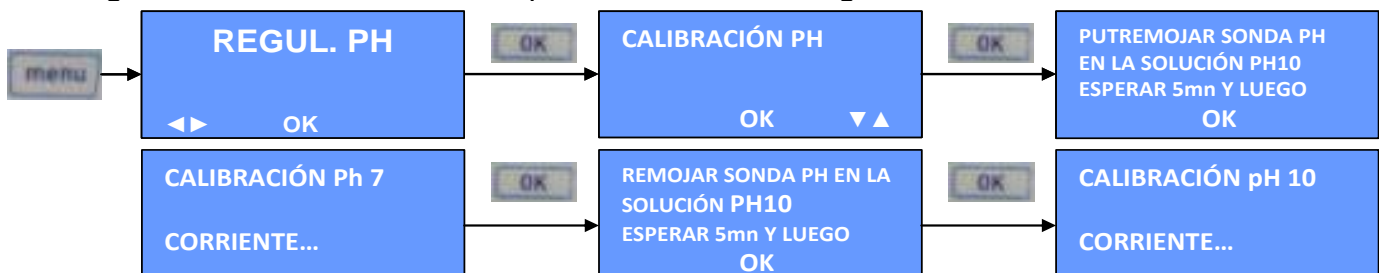 menu
REGUL. PH
◄► OK
OK
CALIBRACIÓN PH
OK ▼▲
OK
PUTREMOJAR SONDA PH
EN LA SOLUCIÓN PH10
ESPERAR 5mn Y LUEGO
OK
CALIBRACIÓN Ph 7
CORRIENTE...
OK
REMOJAR SONDA PH EN LA
SOLUCIÓN PH10
ESPERAR 5mn Y LUEGO
OK
OK
CALIBRACIÓN pH 10
CORRIENTE...